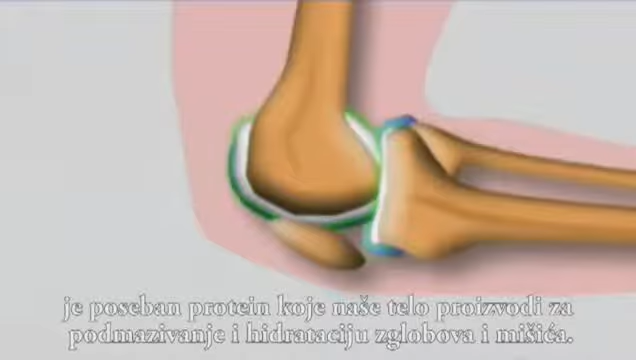 je poseban protein koje naše telo proizvodi za
podmazivanje i hidrataciju zglobova i mišića.